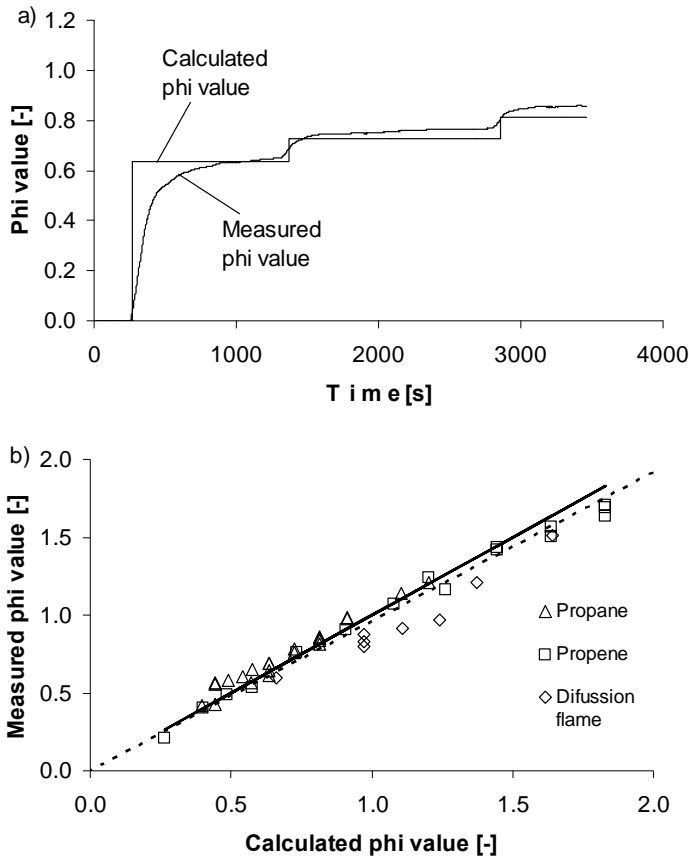 a)
1.2
1.0
0.8
0.6
0.4
0.2
0.0
Phi value [-]
Calculated
phi value
Measured
phi value
0
1000
2000
3000
4000
T i m e [s]
b)
2.0
1.5
1.0
0.5
0.0
Measured phi value [-]
Propane
Propene
Difussion
flame
0.0
0.5
1.0
1.5
2.0
Calculated phi value [-]